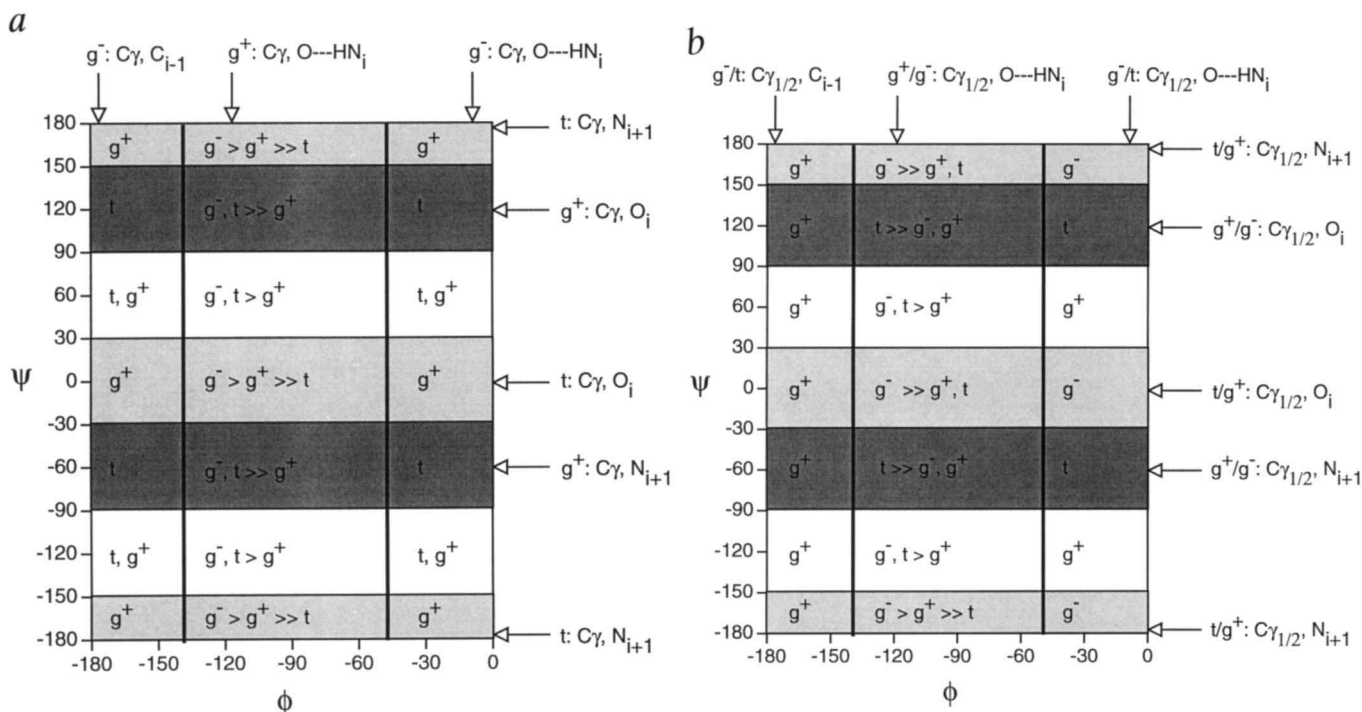 a
g⁻: Cγ, Cᵢ₋₁
g⁺: Cγ, O---HNᵢ
g⁻: Cγ, O---HNᵢ
180
150
120
90
60
30
0
-30
-60
-90
-120
-150
-180
ψ
g⁺
g⁻ > g⁺ >> t
g⁺
t
g⁻, t >> g⁺
t
t, g⁺
g⁻, t > g⁺
t, g⁺
g⁺
g⁻ > g⁺ >> t
g⁺
t
g⁻, t >> g⁺
t
t, g⁺
g⁻, t > g⁺
t, g⁺
g⁺
g⁻ > g⁺ >> t
g⁺
t: Cγ, Nᵢ₊₁
g⁺: Cγ, Oᵢ
t: Cγ, Oᵢ
g⁺: Cγ, Nᵢ₊₁
t: Cγ, Nᵢ₊₁
-180 -150 -120 -90 -60 -30 0
ϕ
b
g⁻/t: Cγ₁/₂, Cᵢ₋₁
g⁺/g⁻: Cγ₁/₂, O---HNᵢ
g⁻/t: Cγ₁/₂, O---HNᵢ
180
150
120
90
60
30
0
-30
-60
-90
-120
-150
-180
ψ
g⁺
g⁻ >> g⁺, t
g⁻
g⁺
t >> g⁻, g⁺
t
g⁺
g⁻, t > g⁺
g⁺
g⁺
g⁻ >> g⁺, t
g⁻
g⁺
t >> g⁻, g⁺
t
g⁺
g⁻, t > g⁺
g⁺
g⁺
g⁻ > g⁺ >> t
g⁻
t/g⁺: Cγ₁/₂, Nᵢ₊₁
g⁺/g⁻: Cγ₁/₂, Oᵢ
t/g⁺: Cγ₁/₂, Oᵢ
g⁺/g⁻: Cγ₁/₂, Nᵢ₊₁
t/g⁺: Cγ₁/₂, Nᵢ₊₁
-180 -150 -120 -90 -60 -30 0
ϕ